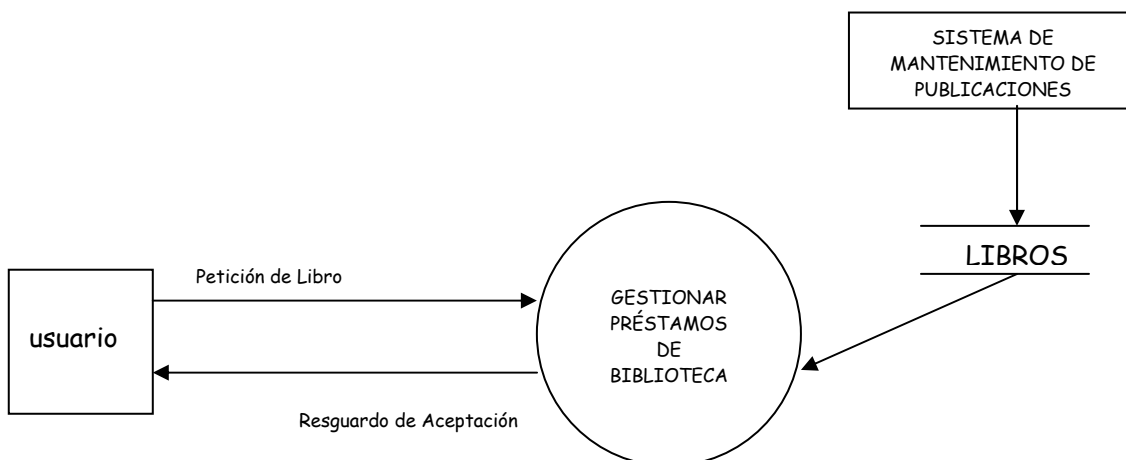 SISTEMA DE
MANTENIMIENTO DE
PUBLICACIONES
LIBROS
Petición de Libro
usuario
GESTIONAR
PRÉSTAMOS
DE
BIBLIOTECA
Resguardo de Aceptación